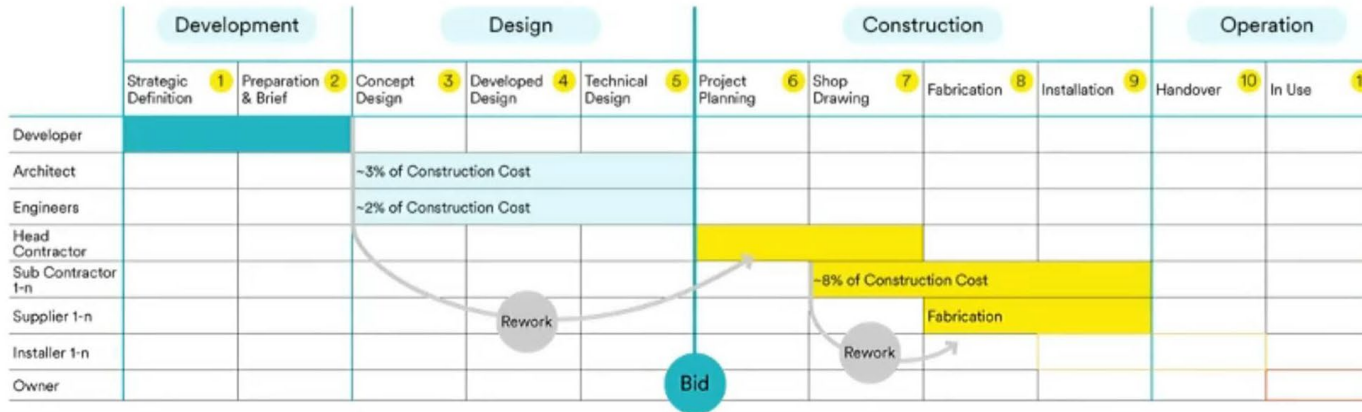 Development
Design
Construction
Operation
Strategic
Definition
1
Preparation
& Brief
2
Concept
Design
3
Developed
Design
4
Technical
Design
5
Project
Planning
6
Shop
Drawing
7
Fabrication
8
Installation
9
Handover
10
In Use
Developer
Architect
~3% of Construction Cost
Engineers
~2% of Construction Cost
Head
Contractor
Sub Contractor
1-n
~8% of Construction Cost
Supplier 1-n
Rework
Fabrication
Installer 1-n
Rework
Owner
Bid